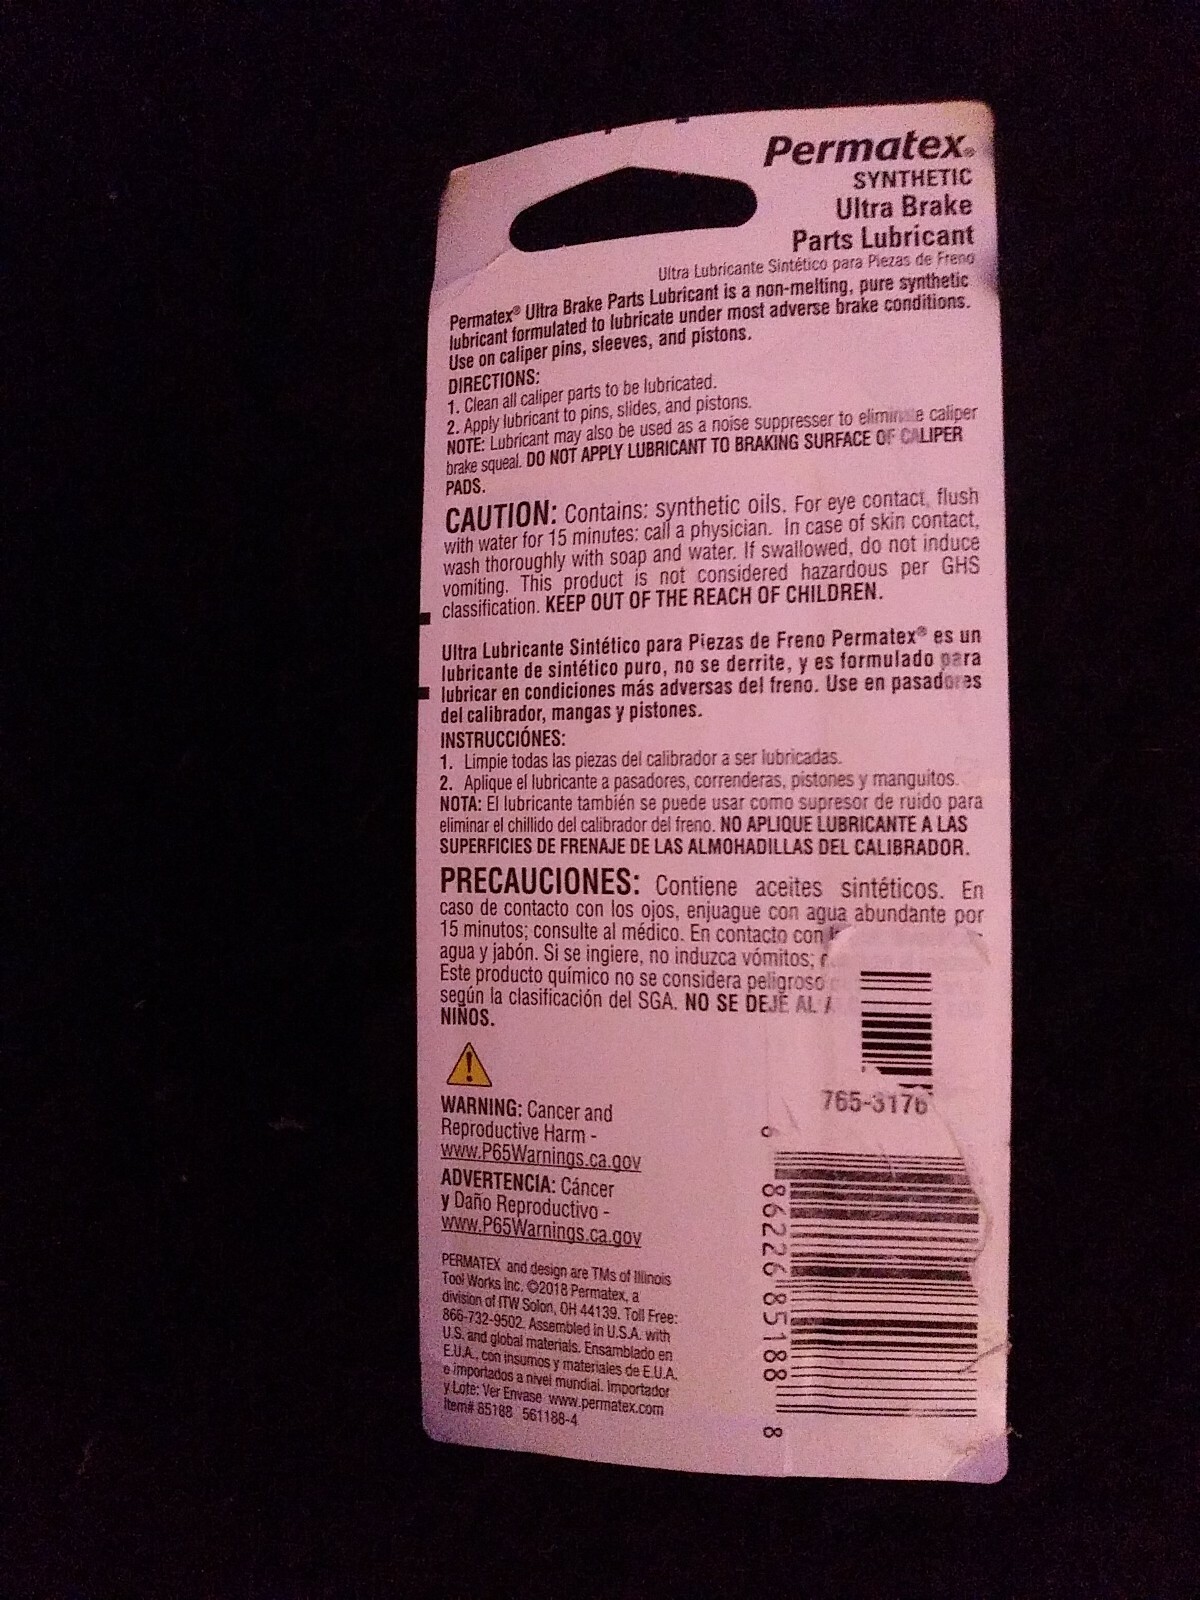 Permatex®
SYNTHETIC
Ultra Brake
Parts Lubricant
Ultra Lubricante Sintético para Piezas de Freno
Permatex® Ultra Brake Parts Lubricant is a non-melting, pure synthetic
lubricant formulated to lubricate under most adverse brake conditions.
Use on caliper pins, sleeves, and pistons.
DIRECTIONS:
1. Clean all caliper parts to be lubricated.
2. Apply lubricant to pins, slides, and pistons.
NOTE: Lubricant may also be used as a noise suppresser to eliminate caliper
brake squeal. DO NOT APPLY LUBRICANT TO BRAKING SURFACE OF CALIPER
PADS.
CAUTION: Contains: synthetic oils. For eye contact, flush
with water for 15 minutes: call a physician. In case of skin contact,
wash thoroughly with soap and water. If swallowed, do not induce
vomiting. This product is not considered hazardous per GHS
classification. KEEP OUT OF THE REACH OF CHILDREN.
Ultra Lubricante Sintético para Piezas de Freno Permatex® es un
lubricante de sintético puro, no se derrite, y es formulado para
lubricar en condiciones más adversas del freno. Use en pasadores
del calibrador, mangas y pistones.
INSTRUCCIÓNES:
1. Limpie todas las piezas del calibrador a ser lubricadas.
2. Aplique el lubricante a pasadores, correnderas, pistones y manguitos.
NOTA: El lubricante también se puede usar como supresor de ruido para
eliminar el chillido del calibrador del freno. NO APLIQUE LUBRICANTE A LAS
SUPERFICIES DE FRENAJE DE LAS ALMOHADILLAS DEL CALIBRADOR.
PRECAUCIONES: Contiene aceites sintéticos. En
caso de contacto con los ojos, enjuague con agua abundante por
15 minutos; consulte al médico. En contacto con
agua y jabón. Si se ingiere, no induzca vómitos;
Este producto químico no se considera peligroso
según la clasificación del SGA. NO SE DEJE AL
NIÑOS.
765-3176
WARNING: Cancer and
Reproductive Harm -
www.P65Warnings.ca.gov
ADVERTENCIA: Cáncer
y Daño Reproductivo -
www.P65Warnings.ca.gov
PERMATEX and design are TMs of Illinois
Tool Works Inc. ©2018 Permatex, a
division of ITW Solon, OH 44139. Toll Free:
866-732-9502. Assembled in U.S.A. with
U.S. and global materials. Ensamblado en
E.U.A., con insumos y materiales de E.U.A.
e importados a nivel mundial. Importador
y Lote: Ver Envase www.permatex.com
Item# 85188 561188-4
6 86226 85188 8